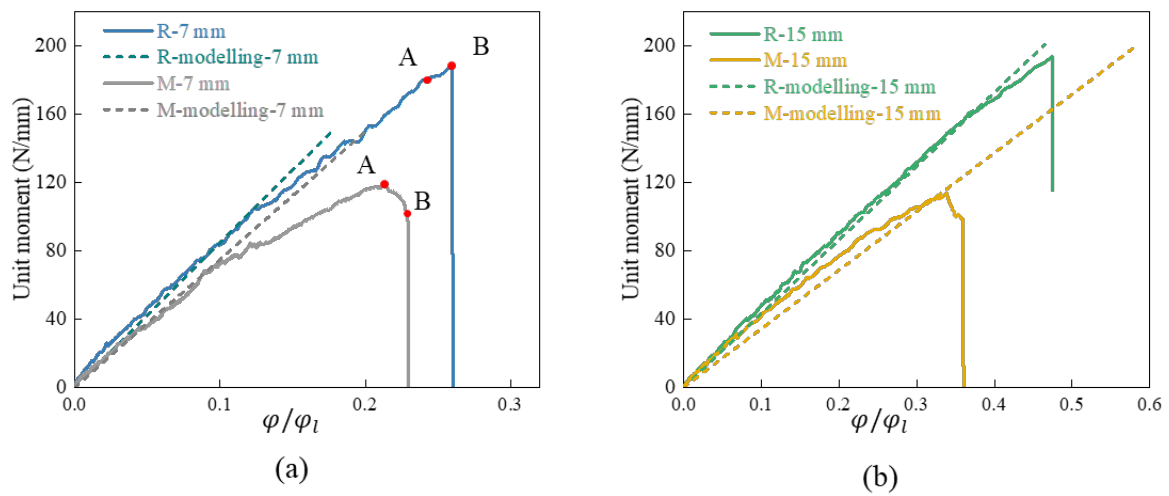 R-7 mm
R-modelling-7 mm
M-7 mm
M-modelling-7 mm
A
B
A
B
200
160
120
80
40
0
Unit moment (N/mm)
0.0
0.1
0.2
0.3
φ/φₗ
(a)
R-15 mm
M-15 mm
R-modelling-15 mm
M-modelling-15 mm
200
160
120
80
40
0
Unit moment (N/mm)
0.0
0.1
0.2
0.3
0.4
0.5
0.6
φ/φₗ
(b)